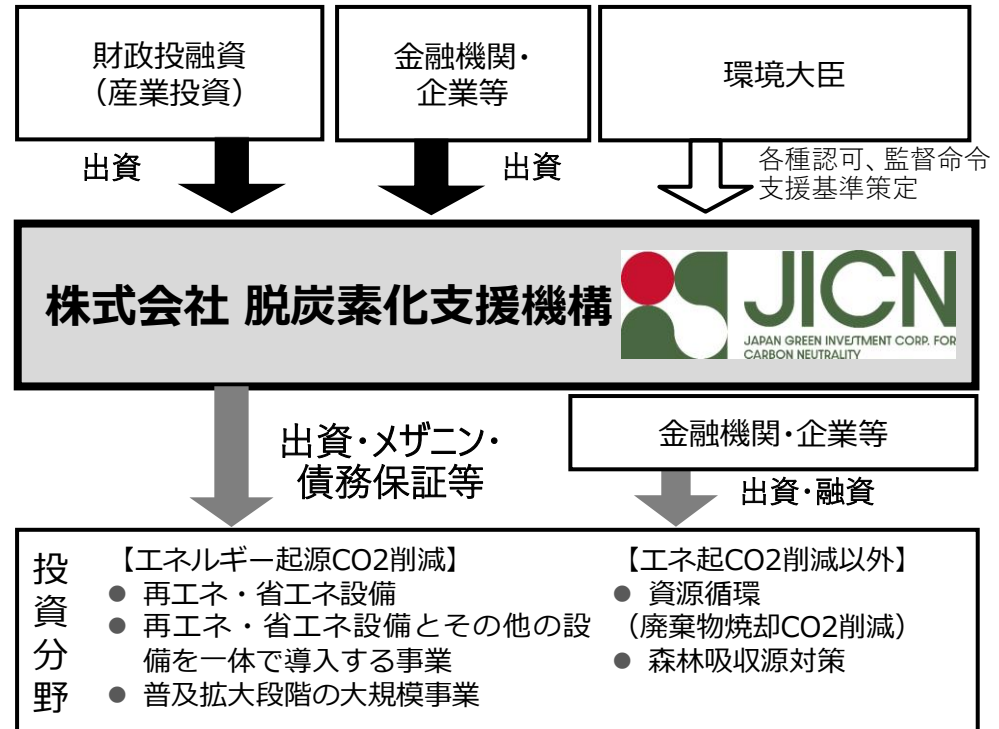 財政投融資
（産業投資）
金融機関・
企業等
環境大臣
出資
出資
各種認可、監督命令
支援基準策定
株式会社 脱炭素化支援機構
JICN
JAPAN GREEN INVESTMENT CORP. FOR
CARBON NEUTRALITY
出資・メザニン・
債務保証等
金融機関・企業等
出資・融資
投資分野
【エネルギー起源CO2削減】
● 再エネ・省エネ設備
● 再エネ・省エネ設備とその他の設
備を一体で導入する事業
● 普及拡大段階の大規模事業
【エネ起CO2削減以外】
● 資源循環
（廃棄物焼却CO2削減）
● 森林吸収源対策